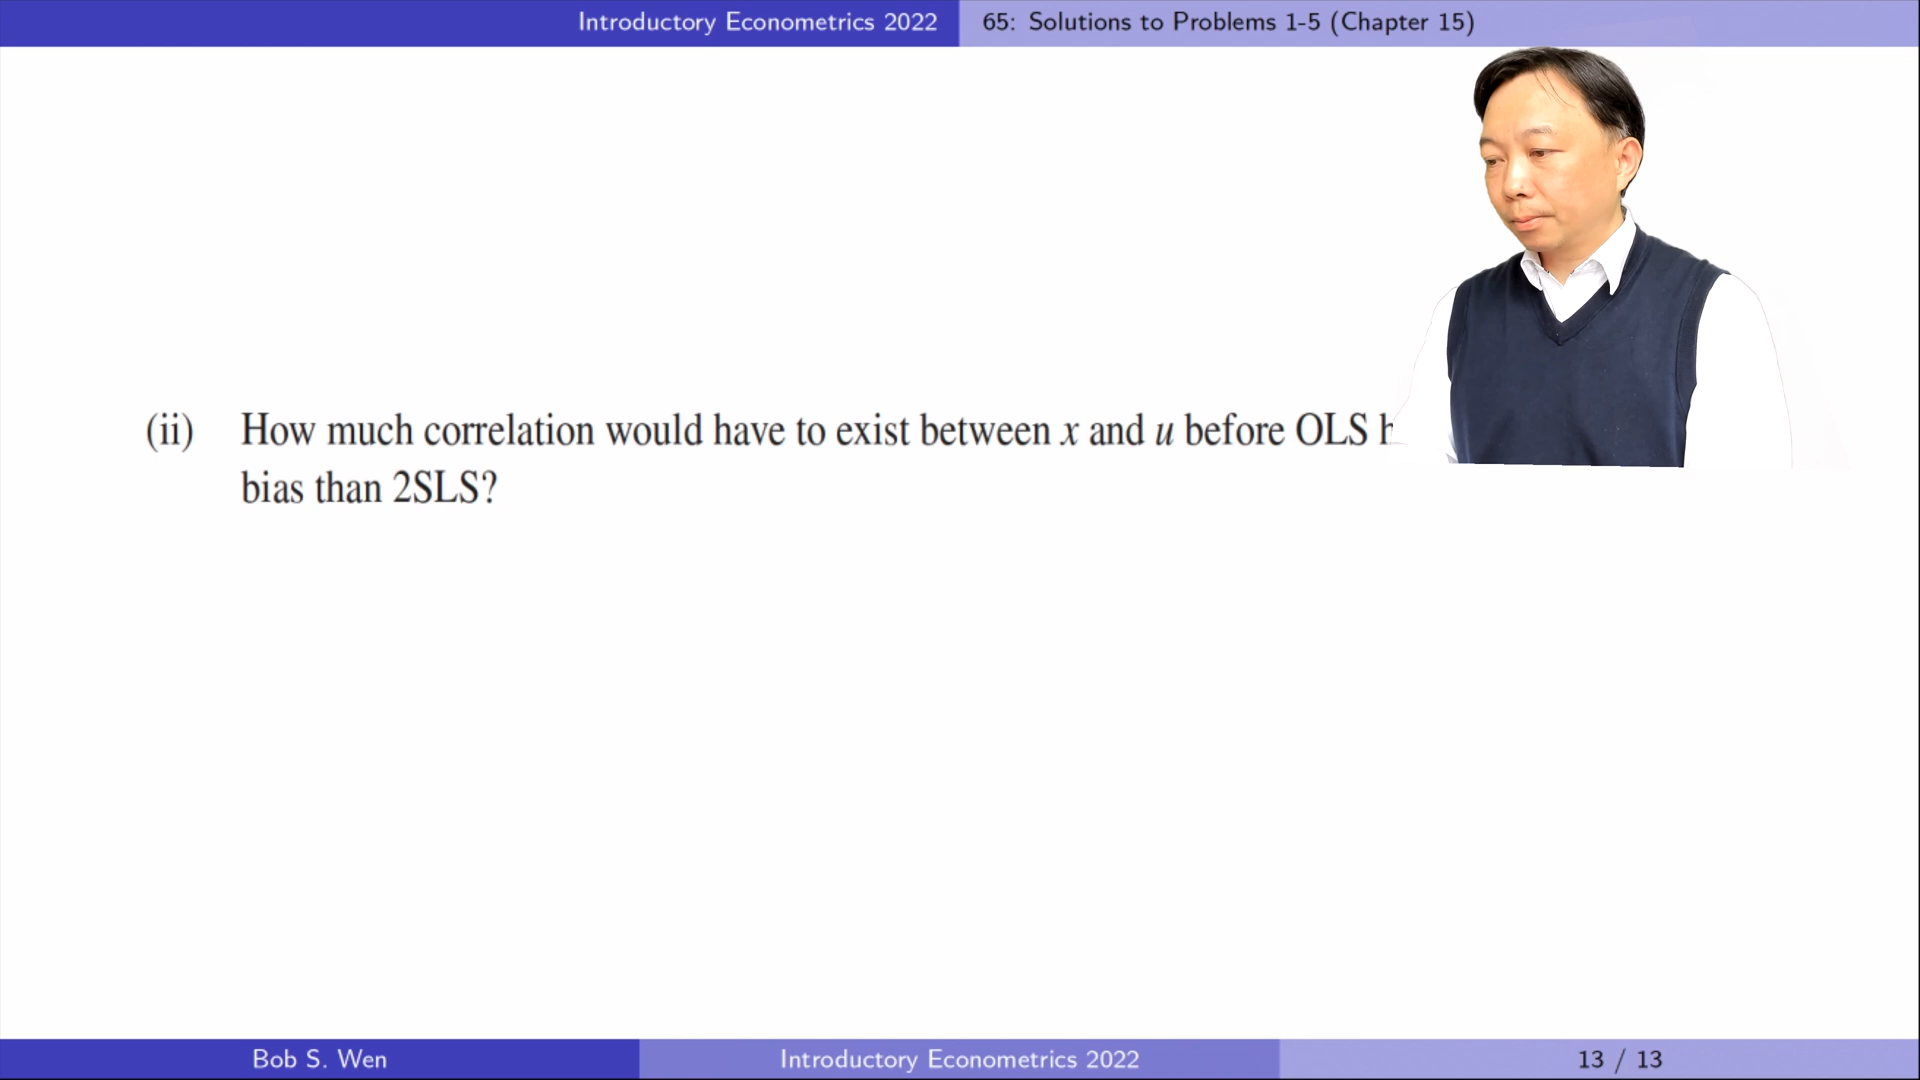 Introductory Econometrics 2022 65: Solutions to Problems 1-5 (Chapter 15)
(ii) How much correlation would have to exist between x and u before OLS
bias than 2SLS?
Bob S. Wen Introductory Econometrics 2022 13 / 13